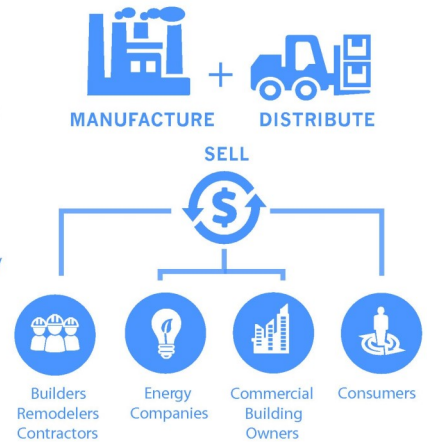 MANUFACTURE
DISTRIBUTE
SELL
$
Builders
Remodelers
Contractors
Energy
Companies
Commercial
Building
Owners
Consumers